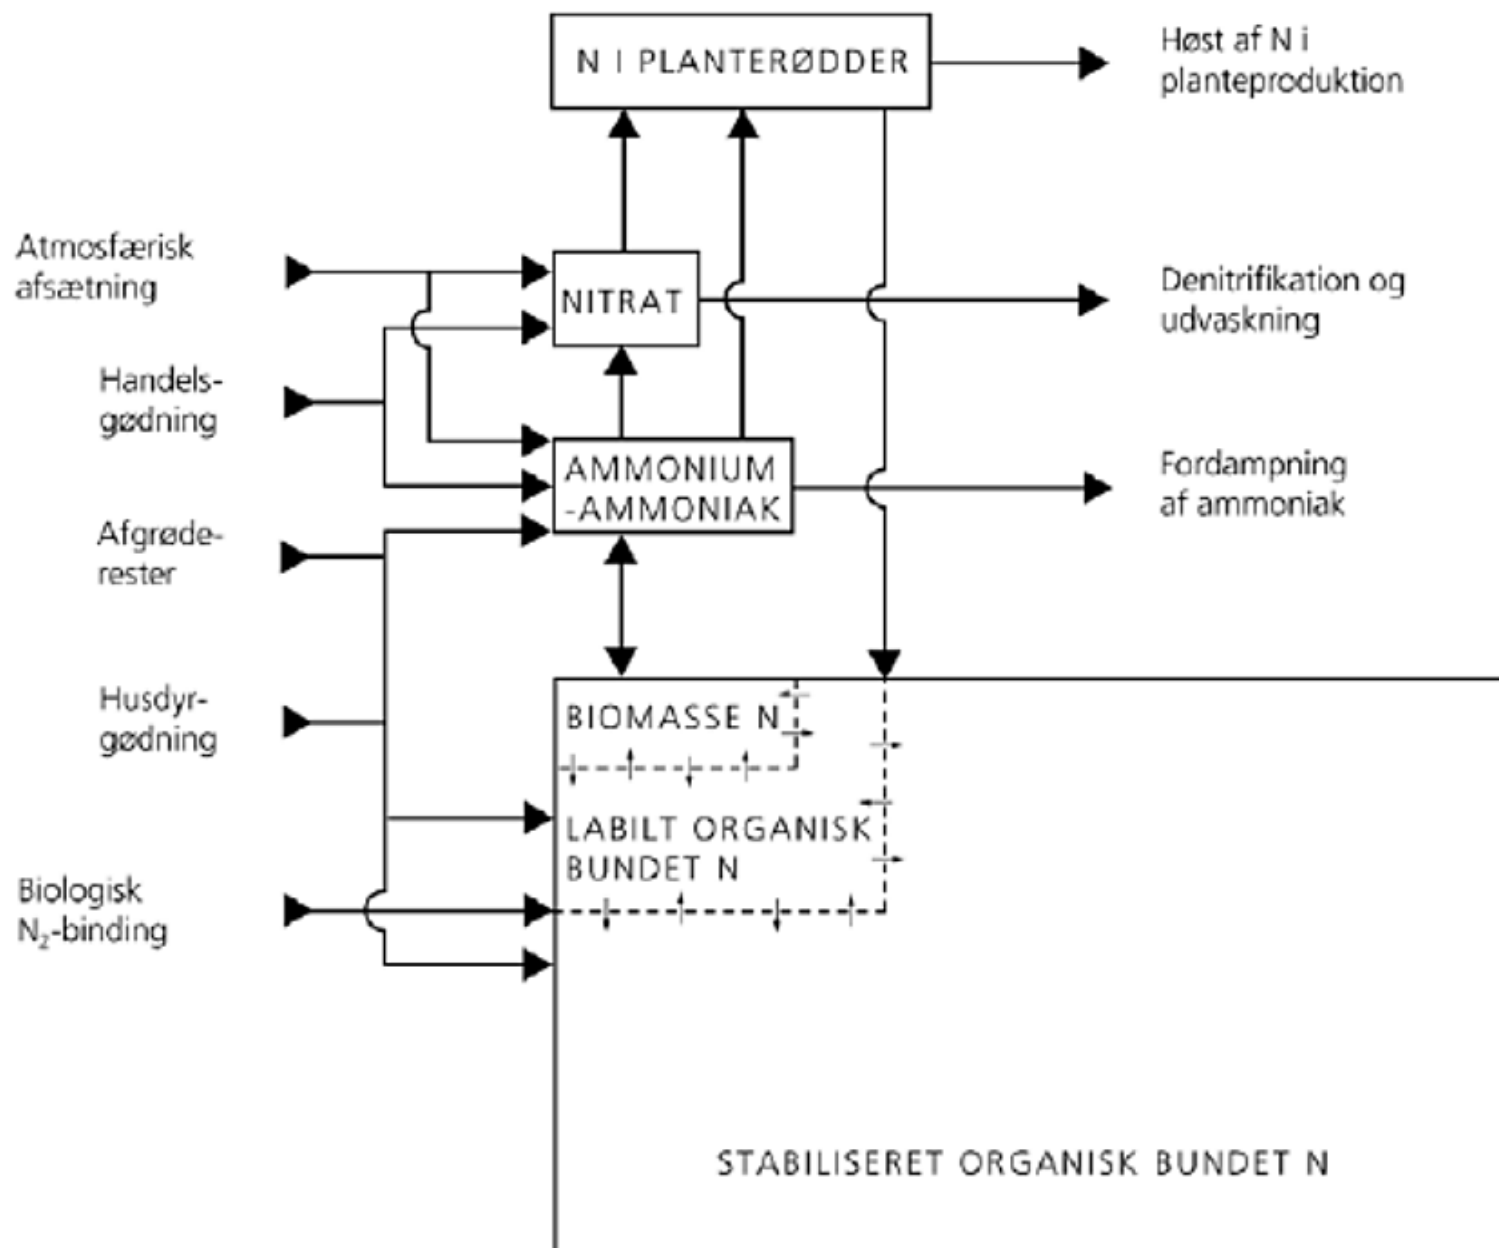 N I PLANTERØDDER
Høst af N i
planteproduktion
Atmosfærisk
afsætning
NITRAT
Denitrifikation og
udvaskning
Handels-
gødning
AMMONIUM
-AMMONIAK
Fordampning
af ammoniak
Afgrøde-
rester
Husdyr-
gødning
BIOMASSE N
LABILT ORGANISK
BUNDET N
Biologisk
N₂-binding
STABILISERET ORGANISK BUNDET N